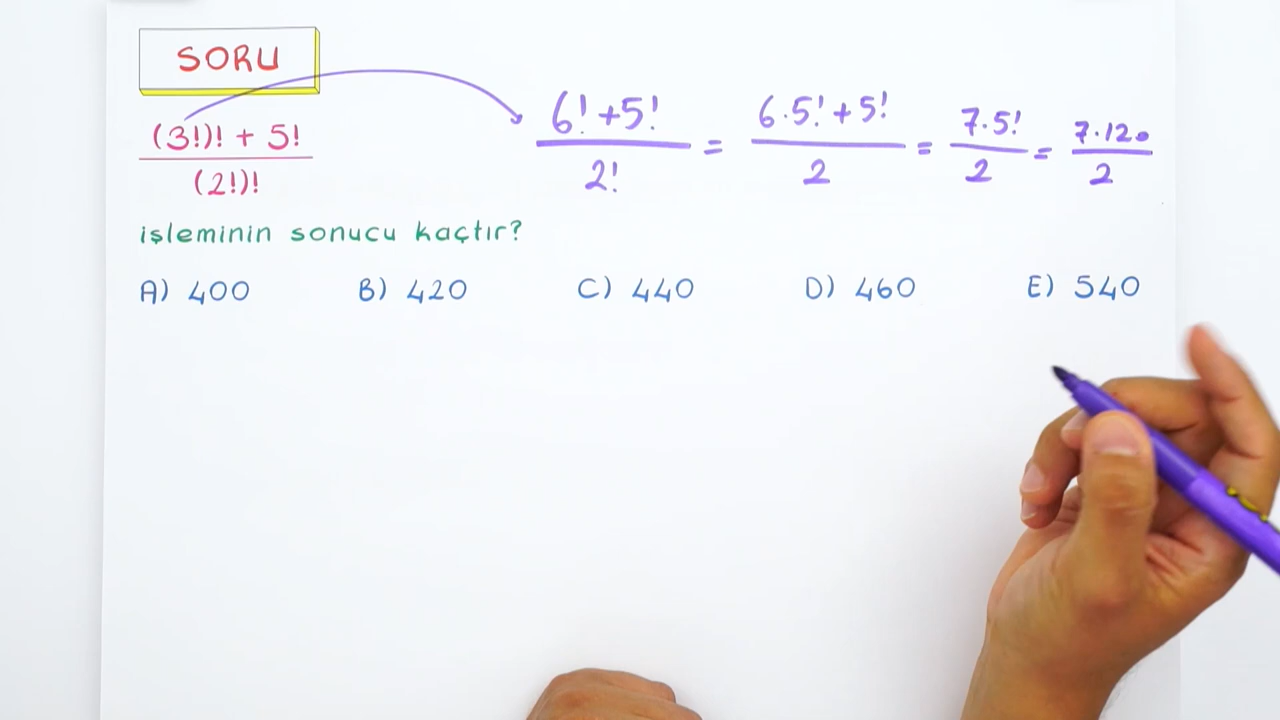 SORU
(3!)! + 5!
(2!)!
6! + 5!
2!
=
6·5! + 5!
2
=
7·5!
2
=
7·120
2
işleminin sonucu kaçtır?
A) 400 B) 420 C) 440 D) 460 E) 540